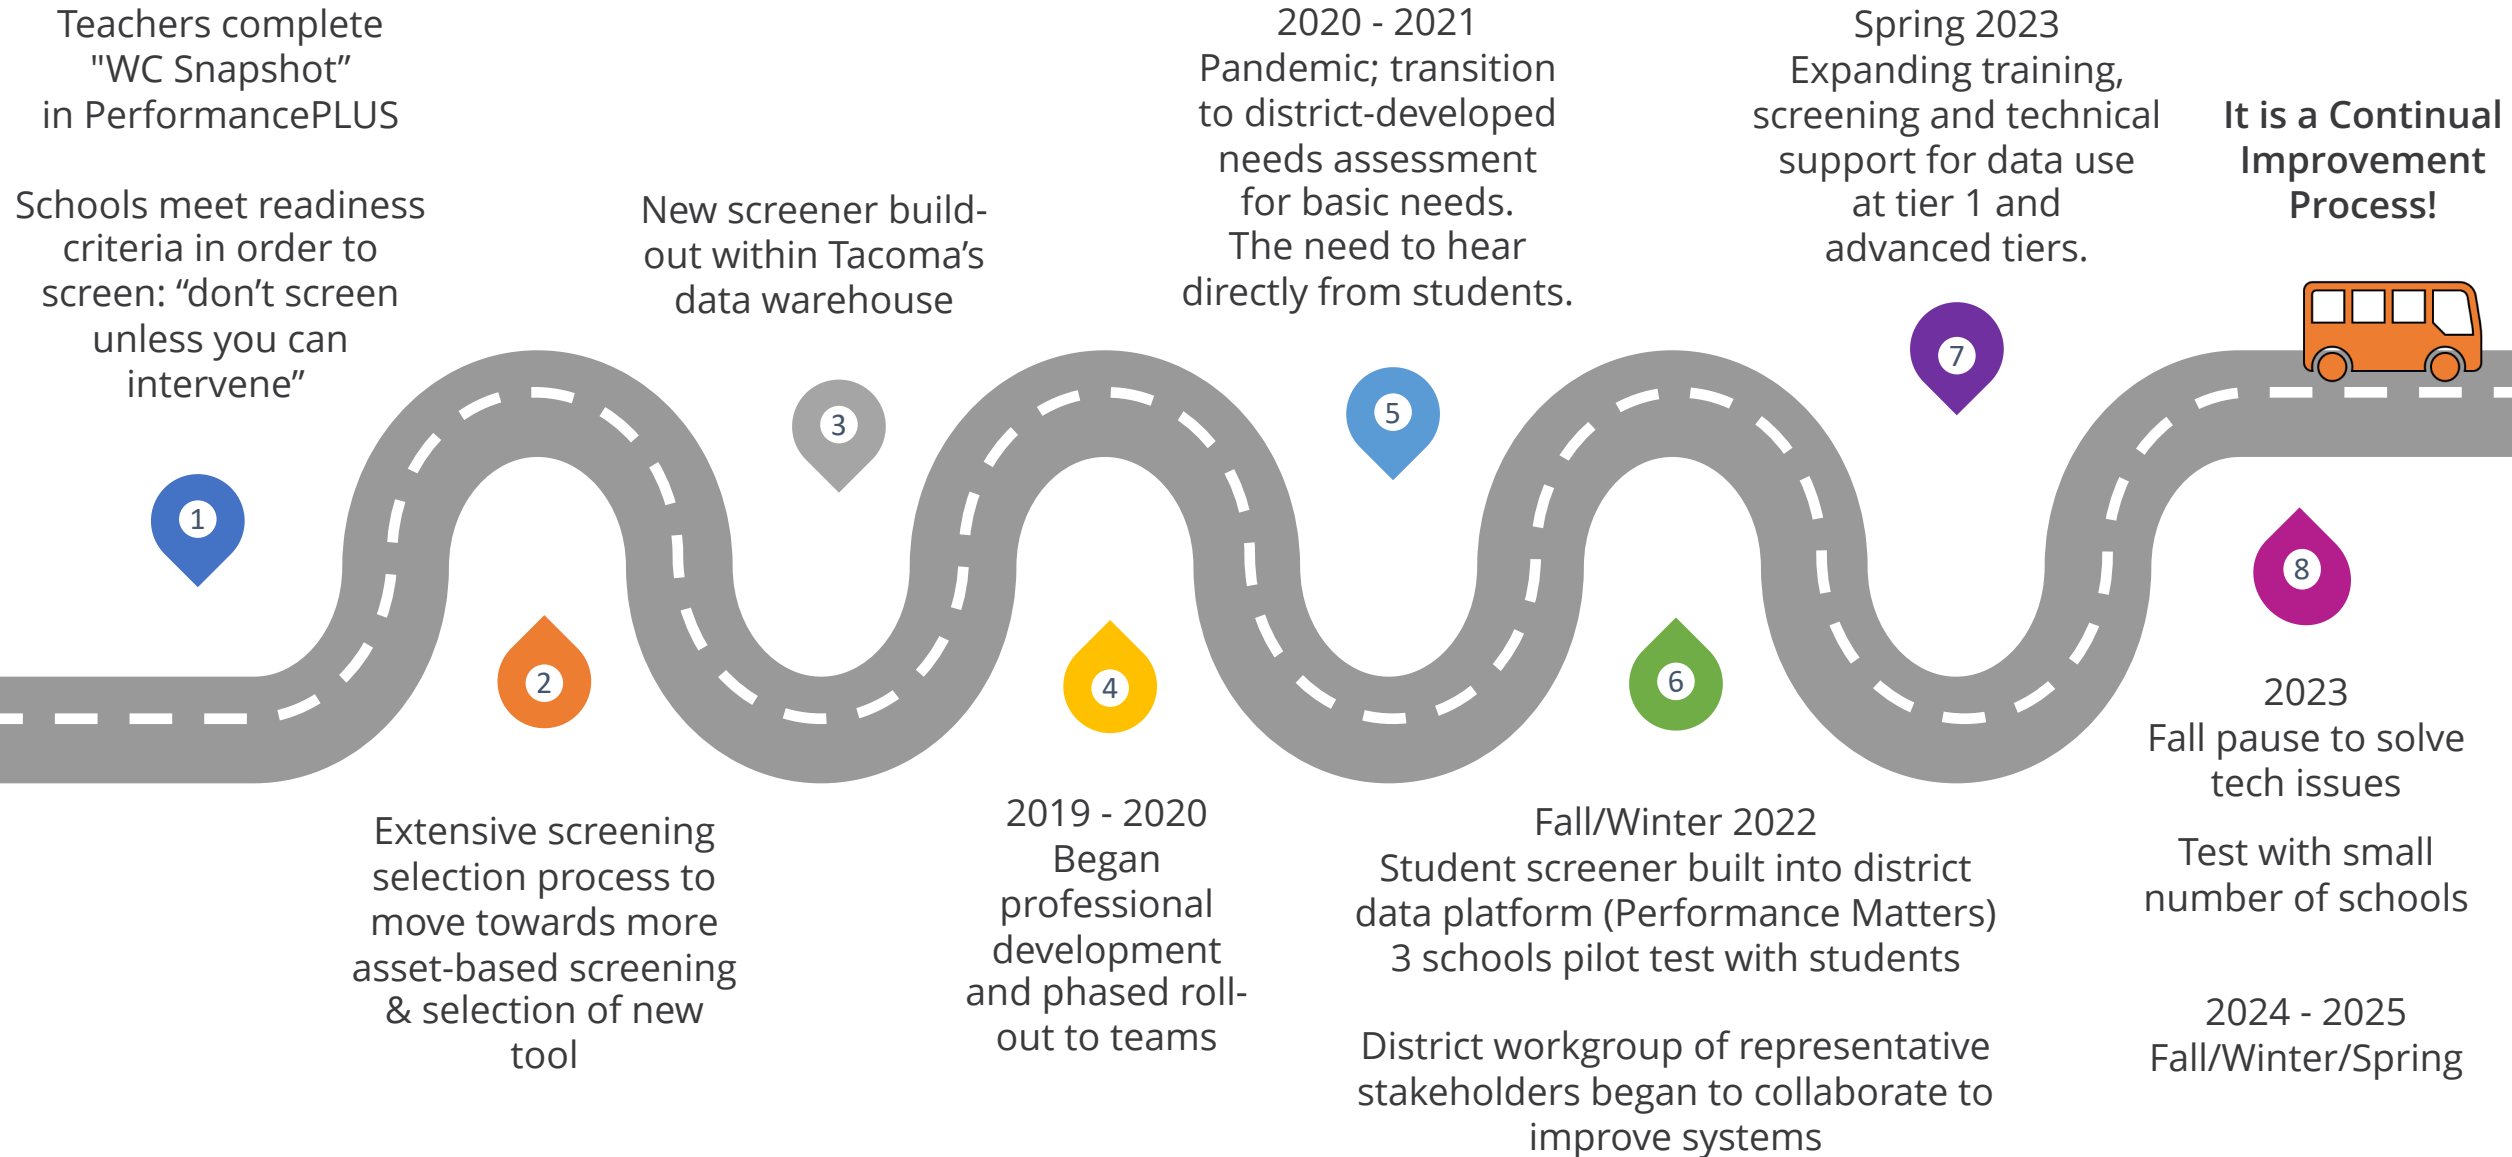 Teachers complete
"WC Snapshot”
in PerformancePLUS
Schools meet readiness
criteria in order to
screen: “don’t screen
unless you can
intervene”
1
2
Extensive screening
selection process to
move towards more
asset-based screening
& selection of new
tool
New screener build-
out within Tacoma’s
data warehouse
3
4
2019 - 2020
Began
professional
development
and phased roll-
out to teams
2020 - 2021
Pandemic; transition
to district-developed
needs assessment
for basic needs.
The need to hear
directly from students.
5
6
Fall/Winter 2022
Student screener built into district
data platform (Performance Matters)
3 schools pilot test with students
District workgroup of representative
stakeholders began to collaborate to
improve systems
Spring 2023
Expanding training,
screening and technical
support for data use
at tier 1 and
advanced tiers.
7
It is a Continual
Improvement
Process!
8
2023
Fall pause to solve
tech issues
Test with small
number of schools
2024 - 2025
Fall/Winter/Spring